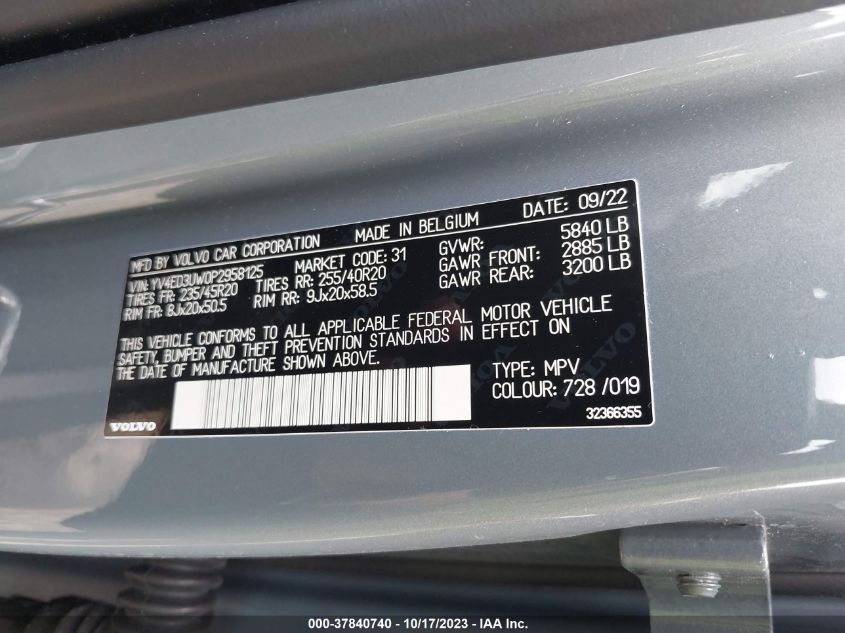 MFD BY VOLVO CAR CORPORATION MADE IN BELGIUM DATE: 09/22
VIN: YV4ED3UW0P2958125 MARKET CODE: 31 GVWR: 5840 LB
TIRES FR: 235/45R20 TIRES RR: 255/40R20 GAWR FRONT: 2885 LB
RIM FR: 8Jx20x50.5 RIM RR: 9Jx20x58.5 GAWR REAR: 3200 LB
THIS VEHICLE CONFORMS TO ALL APPLICABLE FEDERAL MOTOR VEHICLE
SAFETY, BUMPER AND THEFT PREVENTION STANDARDS IN EFFECT ON
THE DATE OF MANUFACTURE SHOWN ABOVE.
TYPE: MPV
COLOUR: 728 /019
VOLVO
32366355
000-37840740 - 10/17/2023 - IAA Inc.